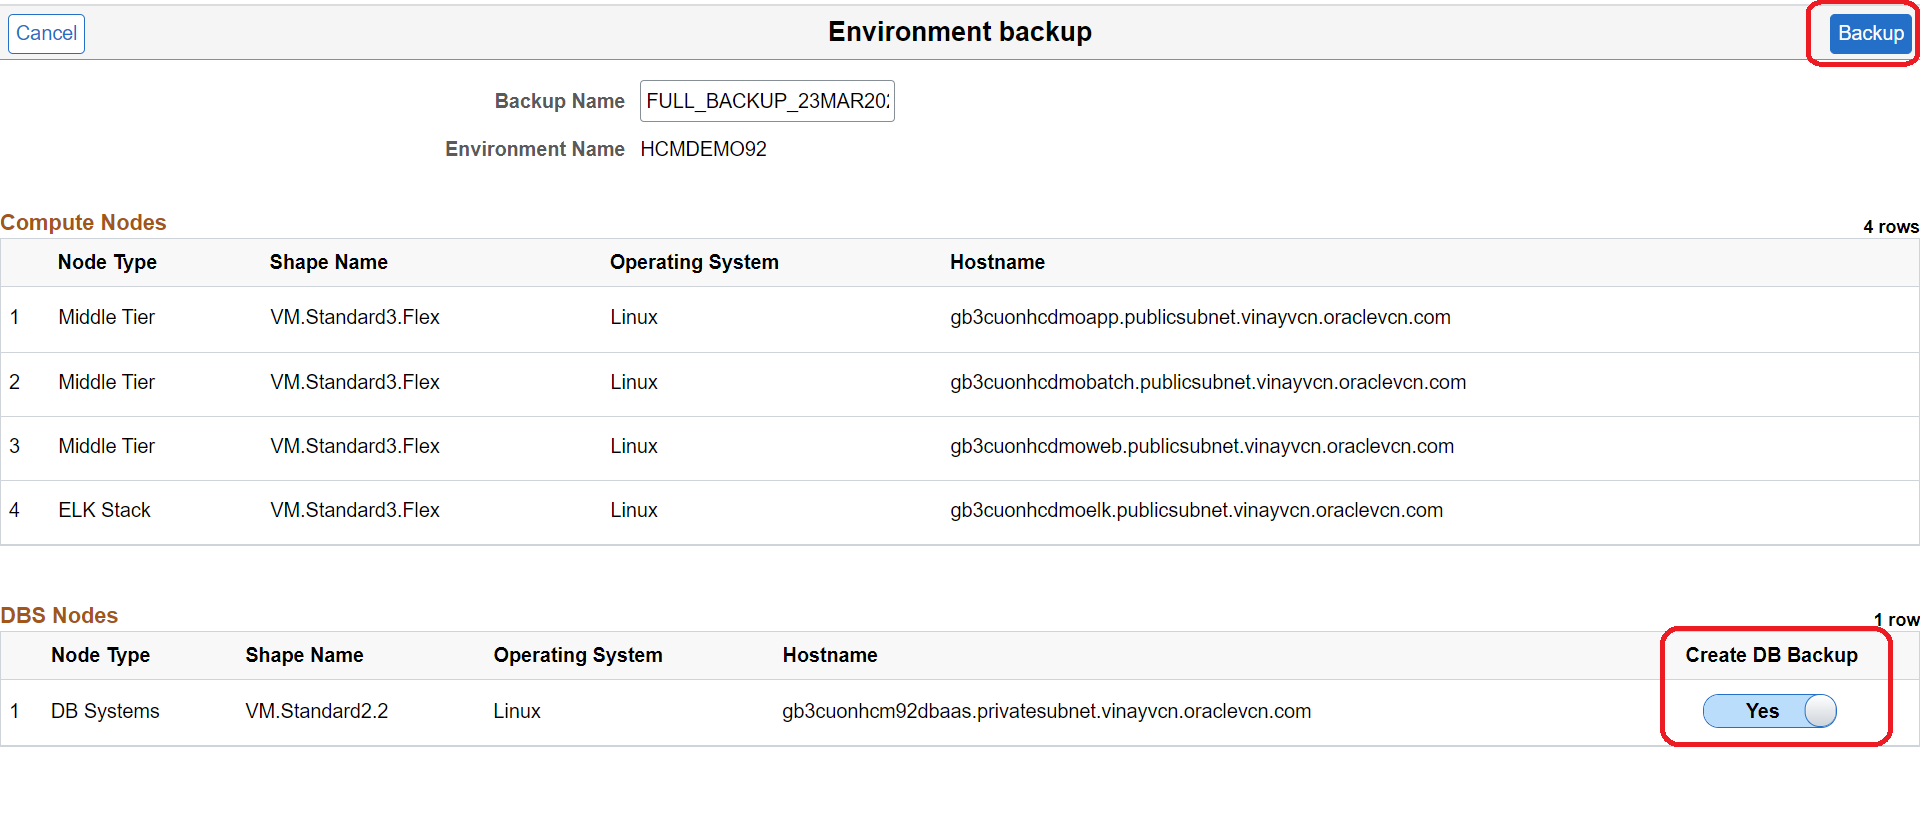 Cancel Environment backup Backup
Backup Name FULL_BACKUP_23MAR202
Environment Name HCMDEMO92
Compute Nodes 4 rows
Node Type Shape Name Operating System Hostname
1 Middle Tier VM.Standard3.Flex Linux gb3cuonhcdmoapp.publicsubnet.vinayvcn.oraclevcn.com
2 Middle Tier VM.Standard3.Flex Linux gb3cuonhcdmobatch.publicsubnet.vinayvcn.oraclevcn.com
3 Middle Tier VM.Standard3.Flex Linux gb3cuonhcdmoweb.publicsubnet.vinayvcn.oraclevcn.com
4 ELK Stack VM.Standard3.Flex Linux gb3cuonhcdmoelk.publicsubnet.vinayvcn.oraclevcn.com
DBS Nodes 1 row
Node Type Shape Name Operating System Hostname Create DB Backup
1 DB Systems VM.Standard2.2 Linux gb3cuonhcm92dbaas.privatesubnet.vinayvcn.oraclevcn.com Yes